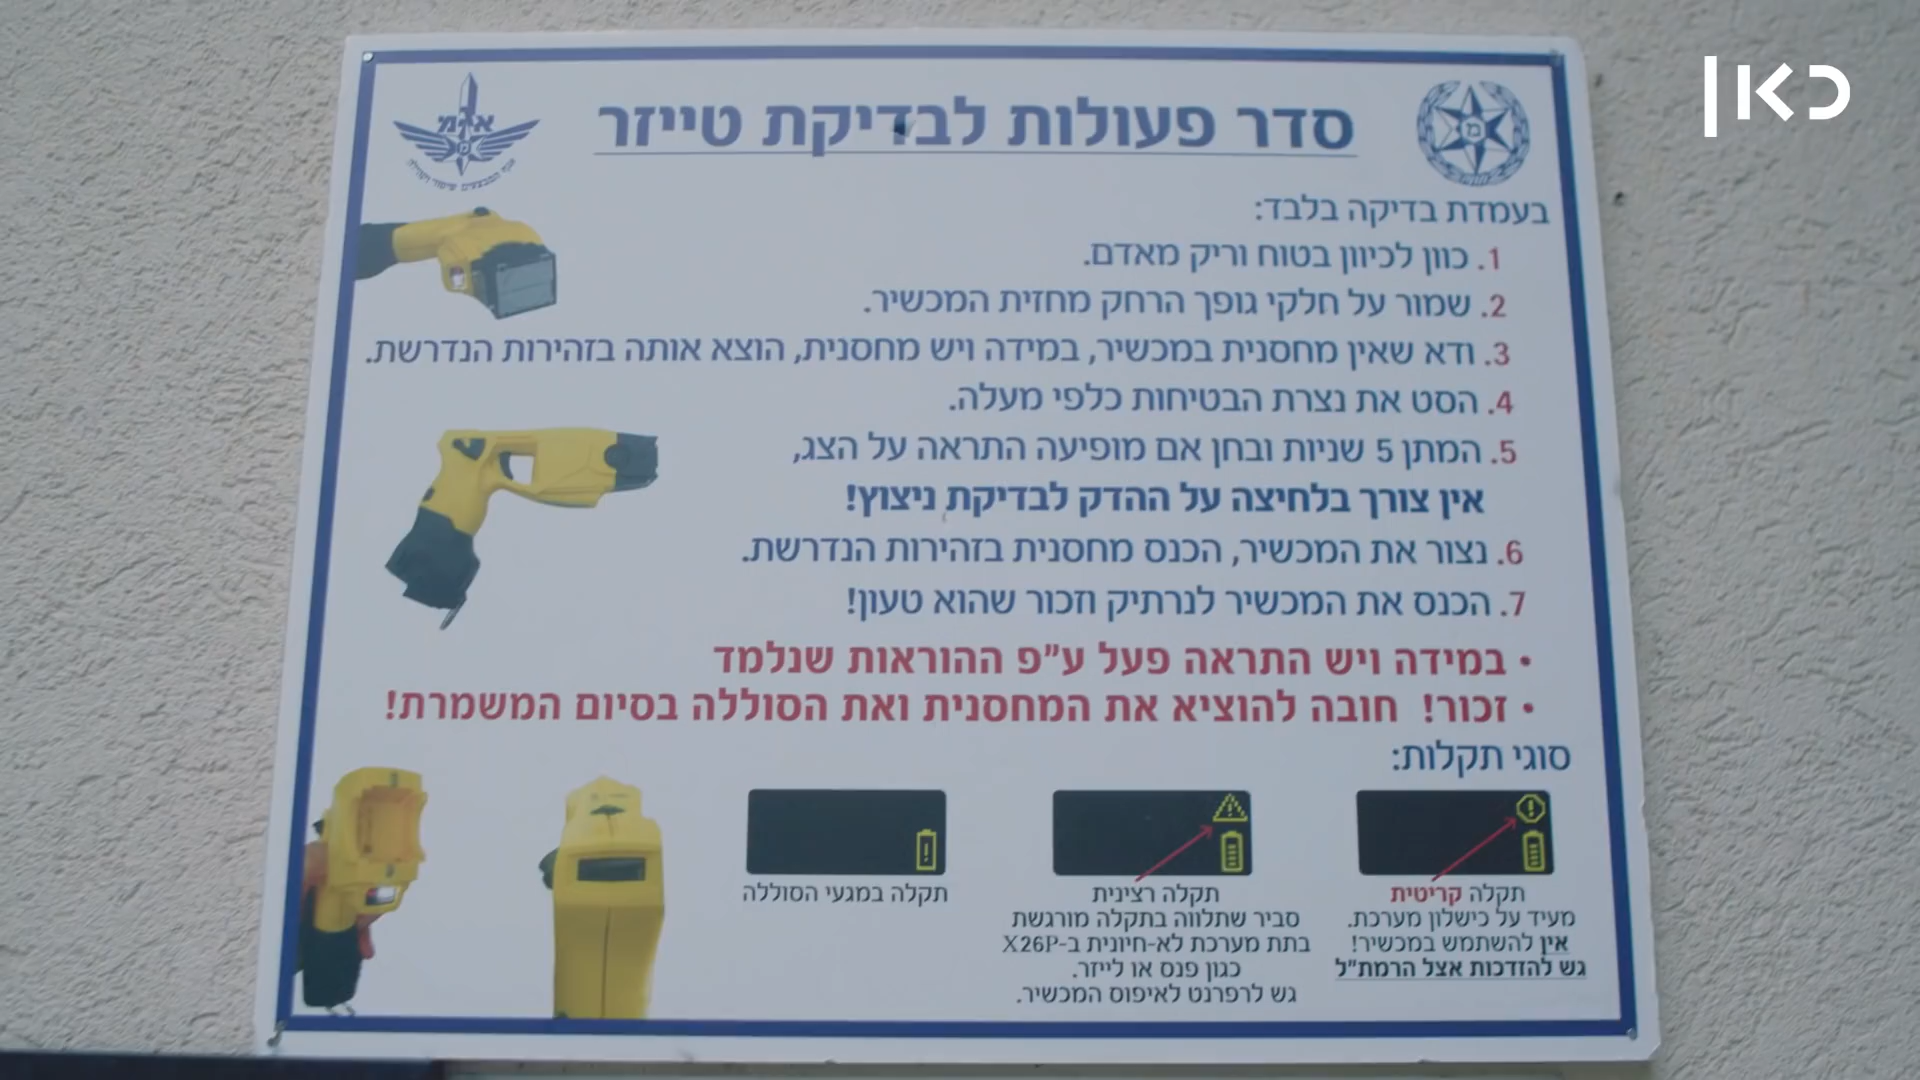 כאן
סדר פעולות לבדיקת טייזר
אג"מ
אגף המבצעים שיטור וסיור
בעמדת בדיקה בלבד:
1. כוון לכיוון בטוח וריק מאדם.
2. שמור על חלקי גופך הרחק מחזית המכשיר.
3. ודא שאין מחסנית במכשיר, במידה ויש מחסנית, הוצא אותה בזהירות הנדרשת.
4. הסט את נצרת הבטיחות כלפי מעלה.
5. המתן 5 שניות ובחן אם מופיעה התראה על הצג,
אין צורך בלחיצה על ההדק לבדיקת ניצוץ!
6. נצור את המכשיר, הכנס מחסנית בזהירות הנדרשת.
7. הכנס את המכשיר לנרתיק וזכור שהוא טעון!
• במידה ויש התראה פעל ע"פ ההוראות שנלמד
• זכור! חובה להוציא את המחסנית ואת הסוללה בסיום המשמרת!
סוגי תקלות:
תקלה קריטית
מעיד על כישלון מערכת.
אין להשתמש במכשיר!
גש להזדכות אצל הרמת"ל
תקלה רצינית
סביר שתלווה בתקלה מורגשת
בתת מערכת לא-חיונית ב-X26P
כגון פנס או לייזר.
גש לרפרנט לאיפוס המכשיר.
תקלה במגעי הסוללה